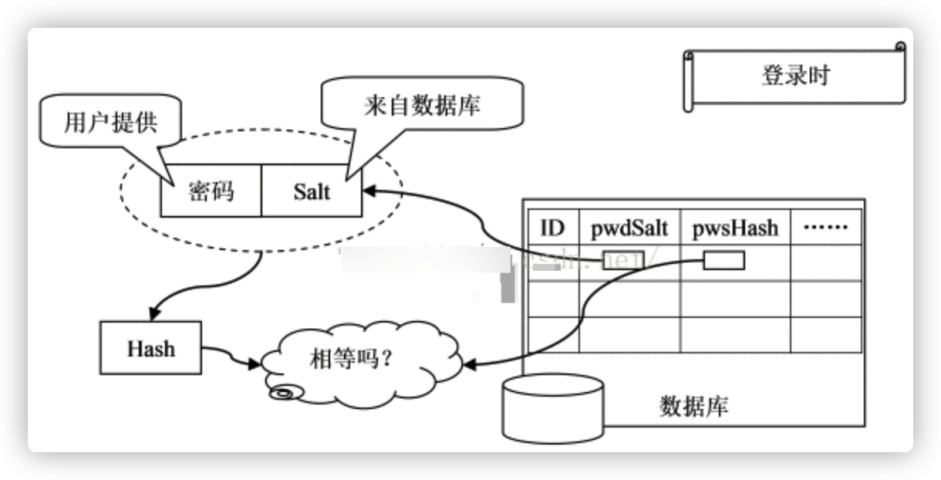 登录时
用户提供
来自数据库
密码
Salt
ID
pwdSalt
pwsHash
……
Hash
相等吗？
数据库